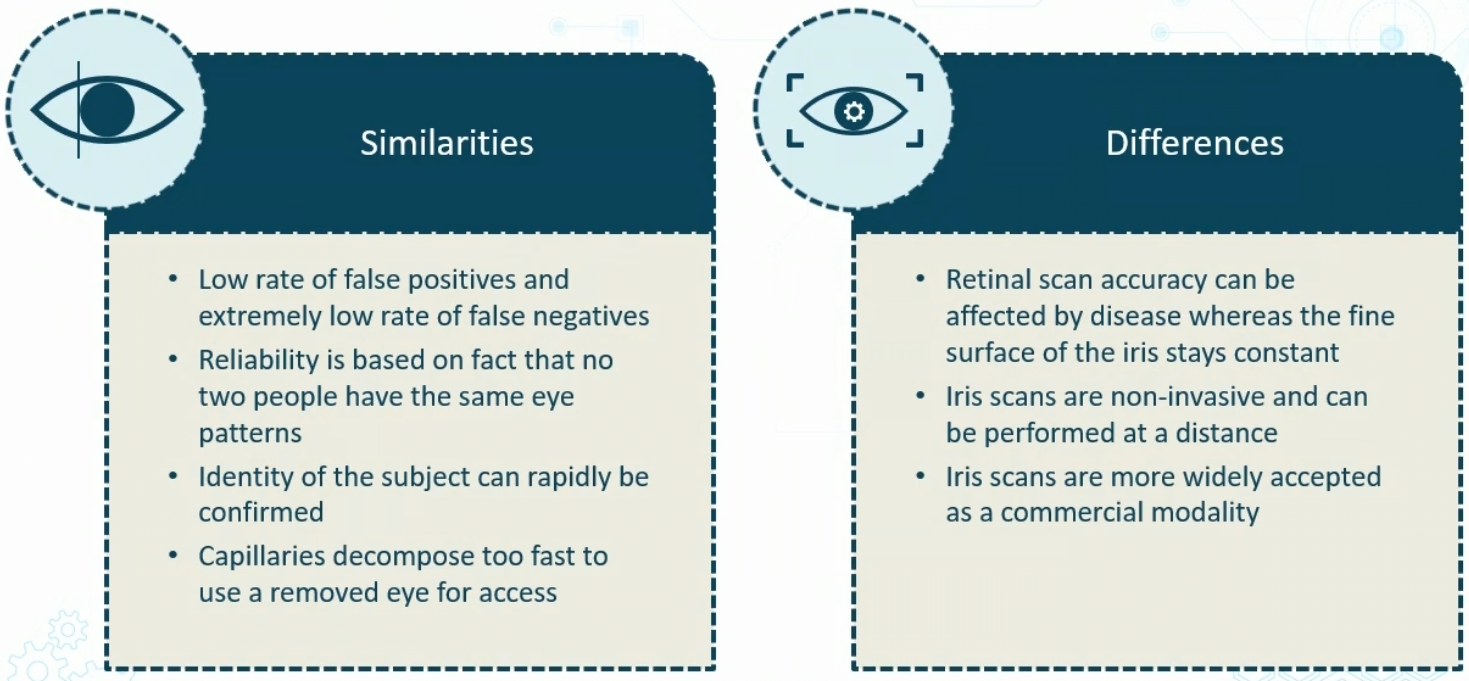 Similarities
• Low rate of false positives and
extremely low rate of false negatives
• Reliability is based on fact that no
two people have the same eye
patterns
• Identity of the subject can rapidly be
confirmed
• Capillaries decompose too fast to
use a removed eye for access
Differences
• Retinal scan accuracy can be
affected by disease whereas the fine
surface of the iris stays constant
• Iris scans are non-invasive and can
be performed at a distance
• Iris scans are more widely accepted
as a commercial modality